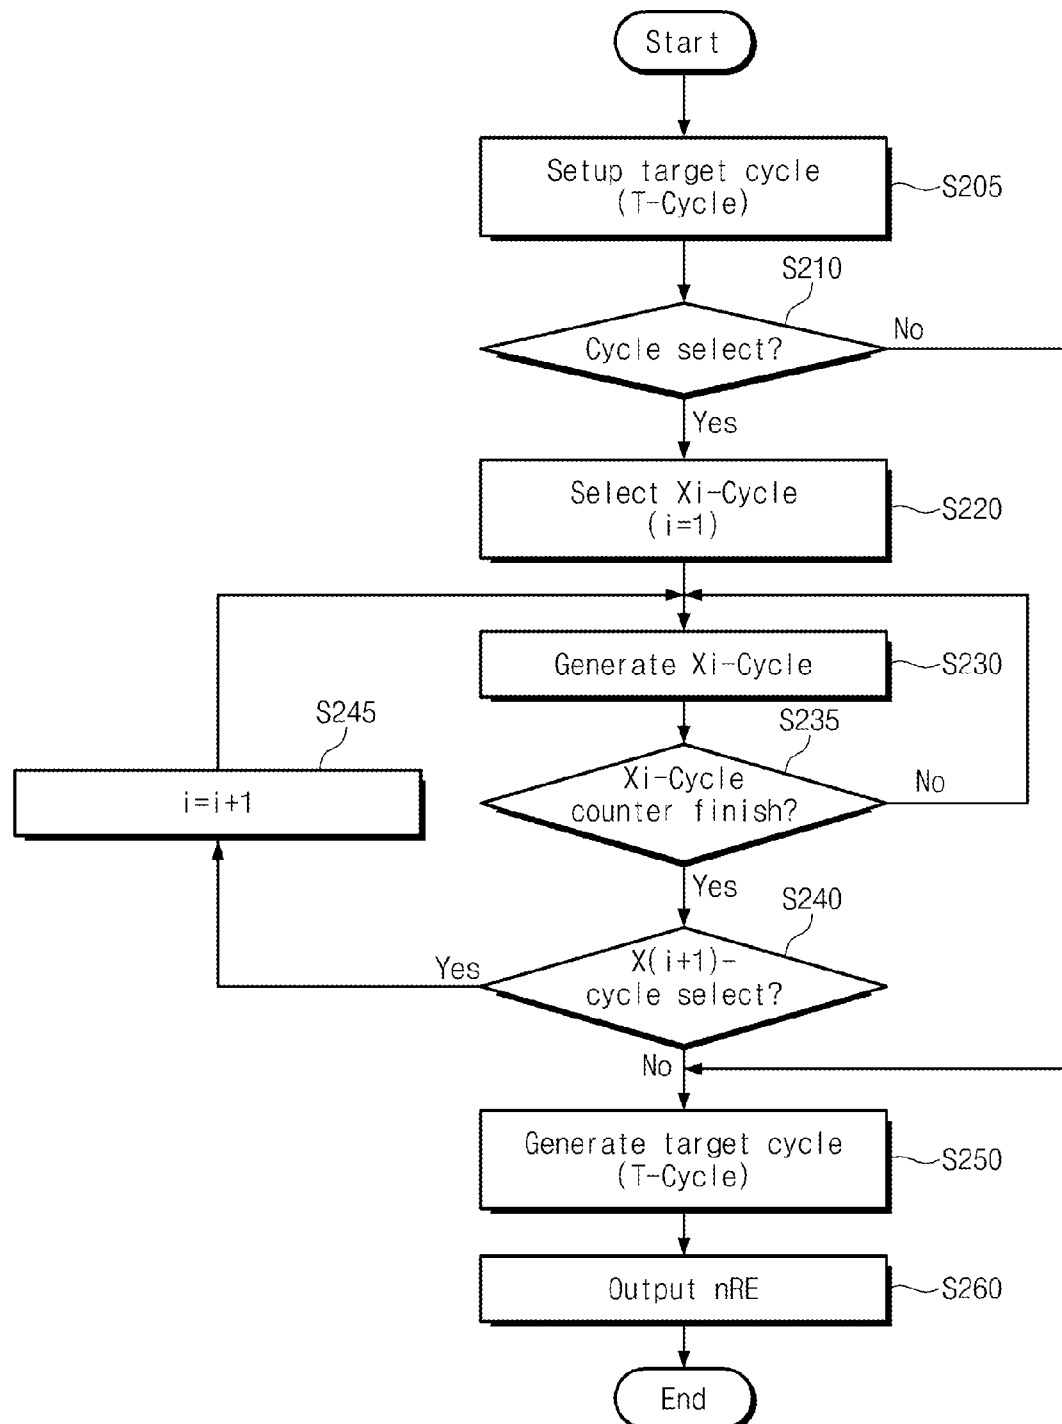 Start
Setup target cycle
(T-Cycle)
S205
S210
Cycle select?
No
Yes
Select Xi-Cycle
(i=1)
S220
Generate Xi-Cycle
S230
S245
i=i+1
S235
Xi-Cycle
counter finish?
No
Yes
S240
X(i+1)-
cycle select?
Yes
No
Generate target cycle
(T-Cycle)
S250
Output nRE
S260
End